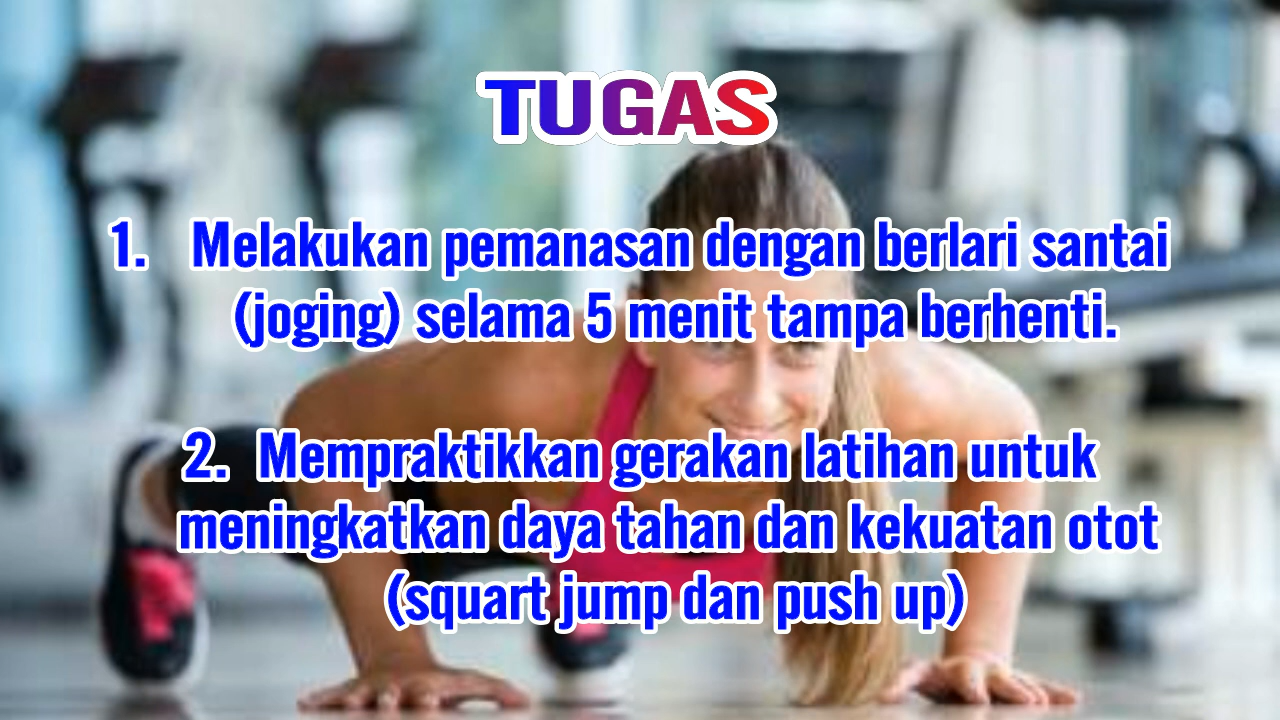 TUGAS
1. Melakukan pemanasan dengan berlari santai
(joging) selama 5 menit tampa berhenti.
2. Mempraktikkan gerakan latihan untuk
meningkatkan daya tahan dan kekuatan otot
(squart jump dan push up)